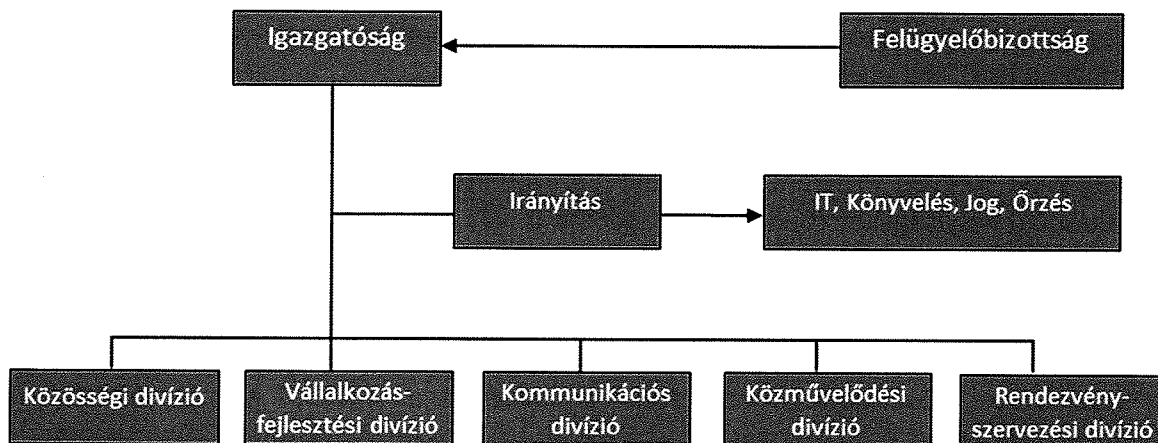 Igazgatóság
Felügyelőbizottság
Irányítás
IT, Könyvelés, Jog, Őrzés
Közösségi divízió
Vállalkozás-
fejlesztési divízió
Kommunikációs
divízió
Közművelődési
divízió
Rendezvény-
szervezési divízió